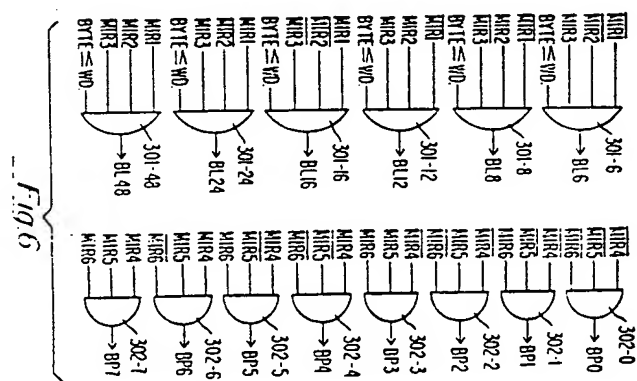 MIR1
MIR2
MIR3
BYTE ≤ WD.
301-6
BL6
MIR1
MIR2
MIR3
BYTE ≤ WD.
301-8
BL8
MIR1
MIR2
MIR3
BYTE ≤ WD.
301-12
BL12
MIR1
MIR2
MIR3
BYTE ≤ WD.
301-16
BL16
MIR1
MIR2
MIR3
BYTE ≤ WD.
301-24
BL24
MIR1
MIR2
MIR3
BYTE ≤ WD.
301-48
BL48
MIR4
MIR5
MIR6
302-0
BP0
MIR4
MIR5
MIR6
302-1
BP1
MIR4
MIR5
MIR6
302-2
BP2
MIR4
MIR5
MIR6
302-3
BP3
MIR4
MIR5
MIR6
302-4
BP4
MIR4
MIR5
MIR6
302-5
BP5
MIR4
MIR5
MIR6
302-6
BP6
MIR4
MIR5
MIR6
302-7
BP7
Fig.6